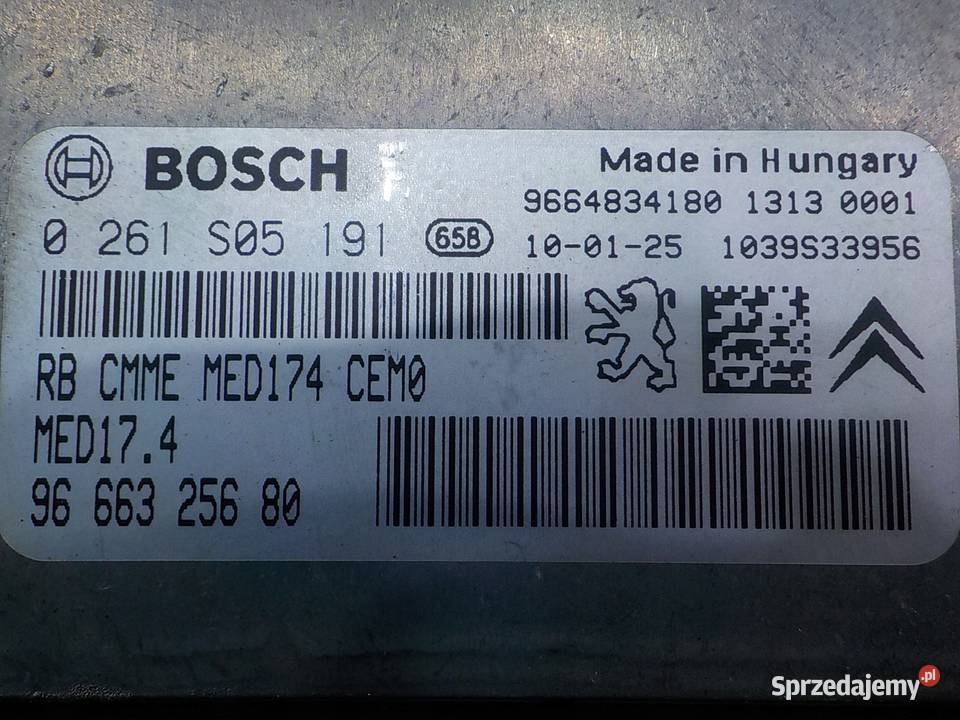 BOSCH
Made in Hungary
9664834180 1313 0001
0 261 S05 191 65B
10-01-25 1039S33956
RB CMME MED174 CEM0
MED17.4
96 663 256 80
Sprzedajemy.pl